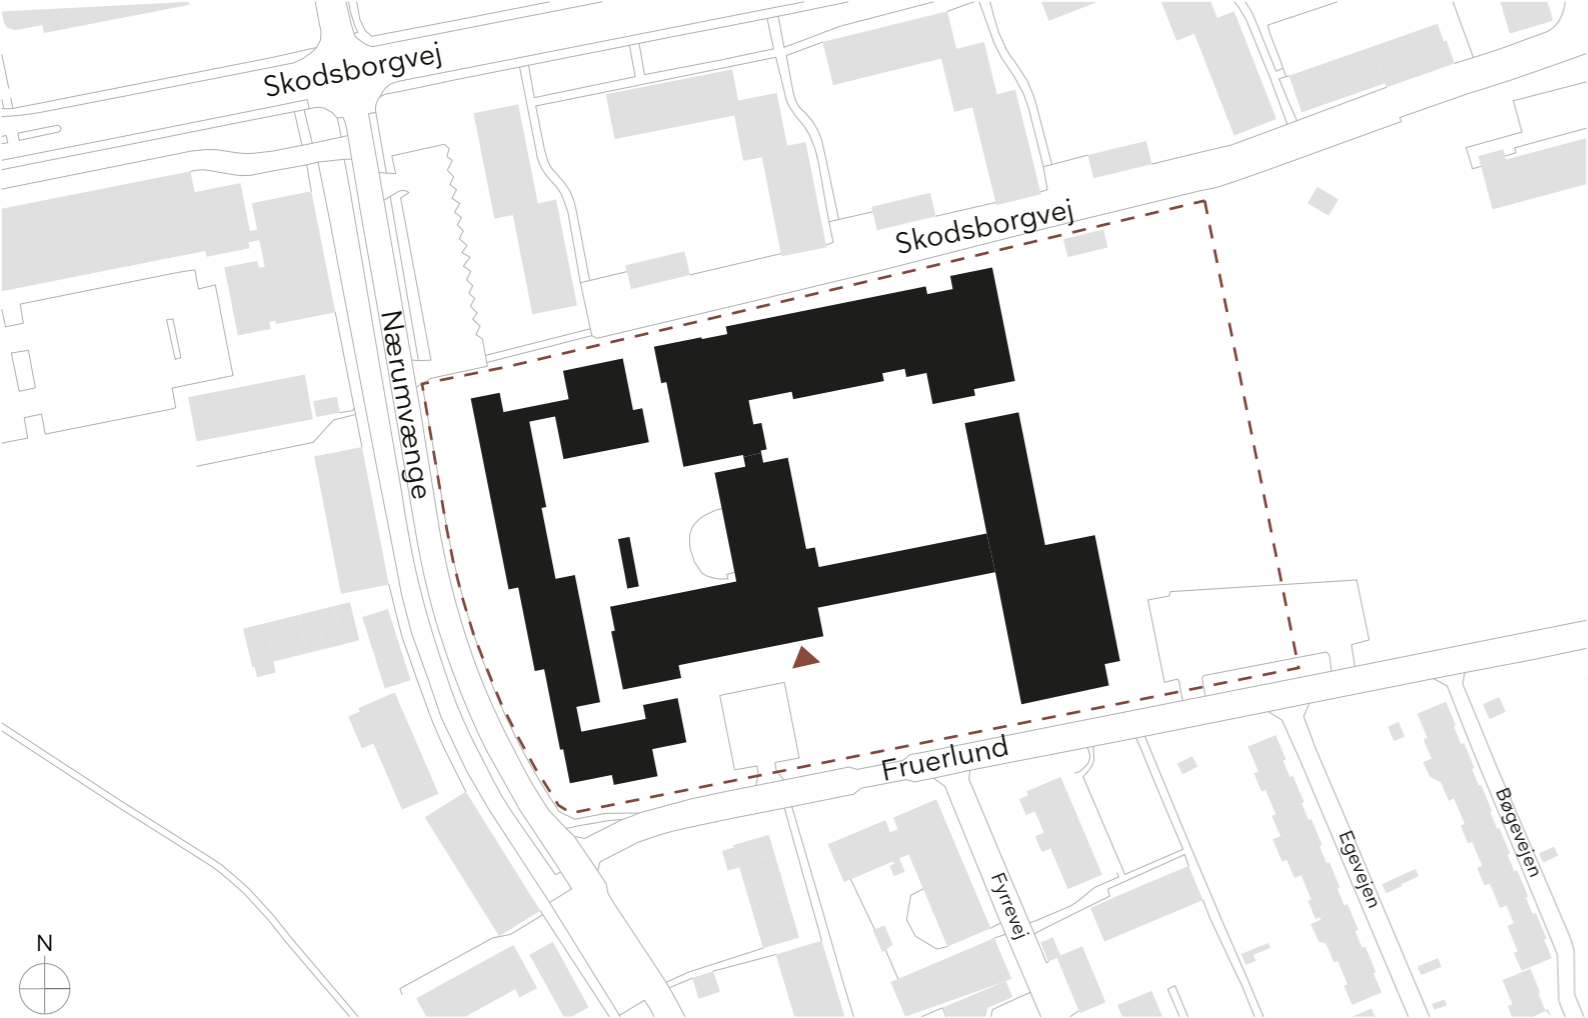 Skodsborgvej
Skodsborgvej
Nærumvænge
Fruerlund
Bøgevejen
Egevejen
Fyrrevej
N